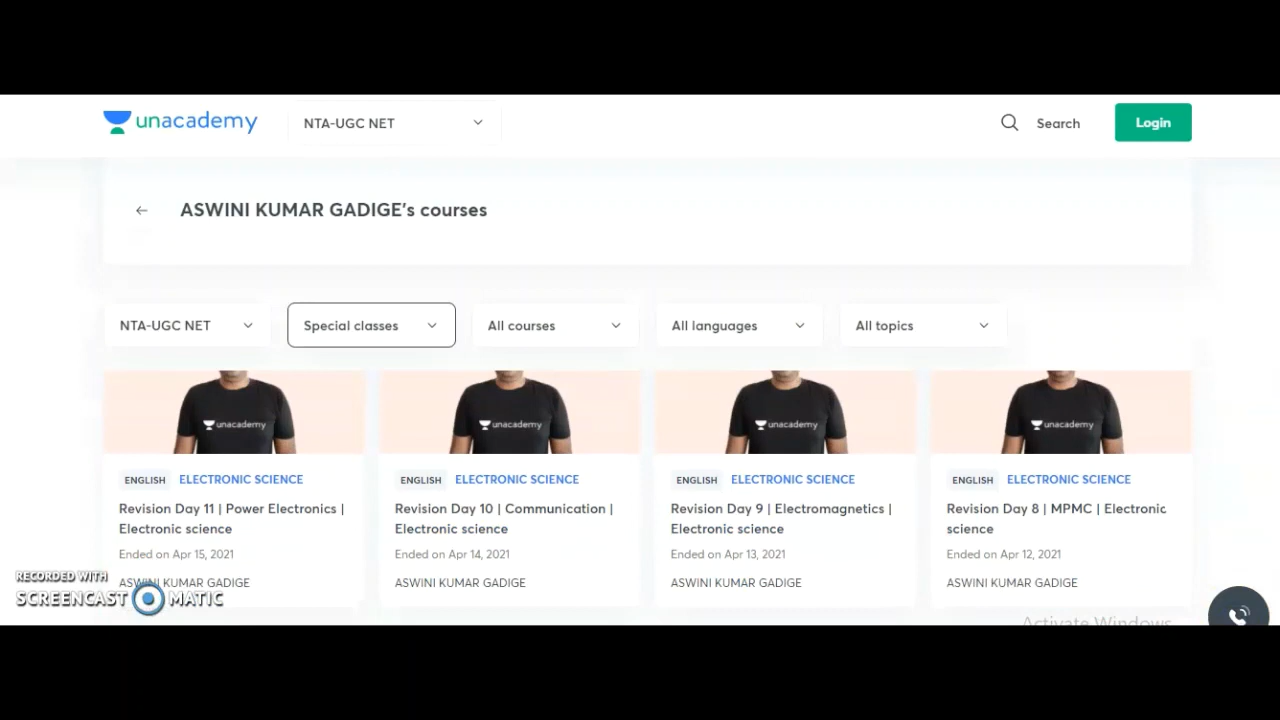 unacademy
NTA-UGC NET
Search
Login
ASWINI KUMAR GADIGE's courses
NTA-UGC NET
Special classes
All courses
All languages
All topics
unacademy
unacademy
unacademy
unacademy
ENGLISH ELECTRONIC SCIENCE
Revision Day 11 | Power Electronics |
Electronic science
Ended on Apr 15, 2021
ASWINI KUMAR GADIGE
ENGLISH ELECTRONIC SCIENCE
Revision Day 10 | Communication |
Electronic science
Ended on Apr 14, 2021
ASWINI KUMAR GADIGE
ENGLISH ELECTRONIC SCIENCE
Revision Day 9 | Electromagnetics |
Electronic science
Ended on Apr 13, 2021
ASWINI KUMAR GADIGE
ENGLISH ELECTRONIC SCIENCE
Revision Day 8 | MPMC | Electronic
science
Ended on Apr 12, 2021
ASWINI KUMAR GADIGE
RECORDED WITH
SCREENCAST MATIC
Activate Windows